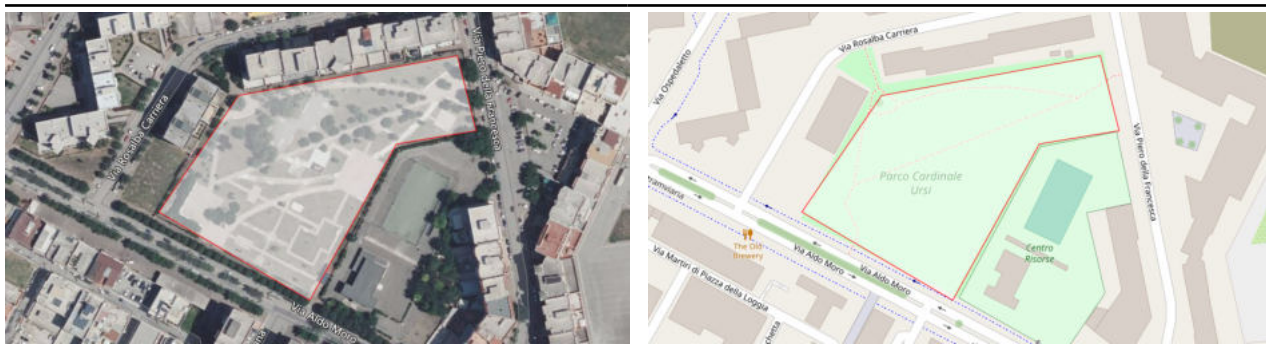 Via Rosalba Carriera
Via Piero della Francesca
Via Aldo Moro
Via Rosalba Carriera
Via Ospedaletto
Parco Cardinale
Ursi
Via Piero della Francesca
The Old
Brewery
Via Aldo Moro
Via Aldo Moro
Centro
Risorse
Via Martiri di Piazza della Loggia